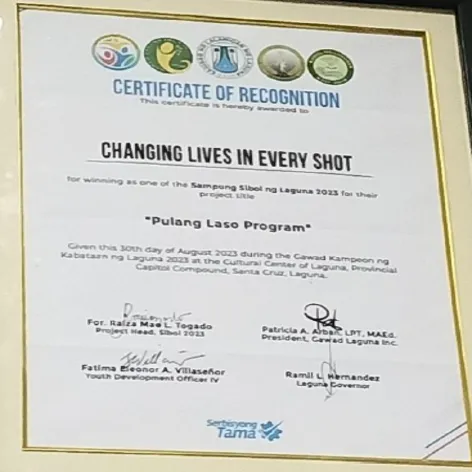 CERTIFICATE OF RECOGNITION
This certificate is hereby awarded to
CHANGING LIVES IN EVERY SHOT
for winning as one of the Sampung Sibol ng Laguna 2023 for their
project title
"Pulang Laso Program"
Given this 30th day of August 2023 during the Gawad Kampeon ng
Kabataan ng Laguna 2023 at the Cultural Center of Laguna, Provincial
Capitol Compound, Santa Cruz, Laguna.
For. Raiza Mae L. Togado
Project Head, Sibol 2023
Patricia A. Arban, LPT, MAEd.
President, Gawad Laguna Inc.
Fatima Eleonor A. Villaseñor
Youth Development Officer IV
Ramil L. Hernandez
Laguna Governor
Serbisyong
Tama